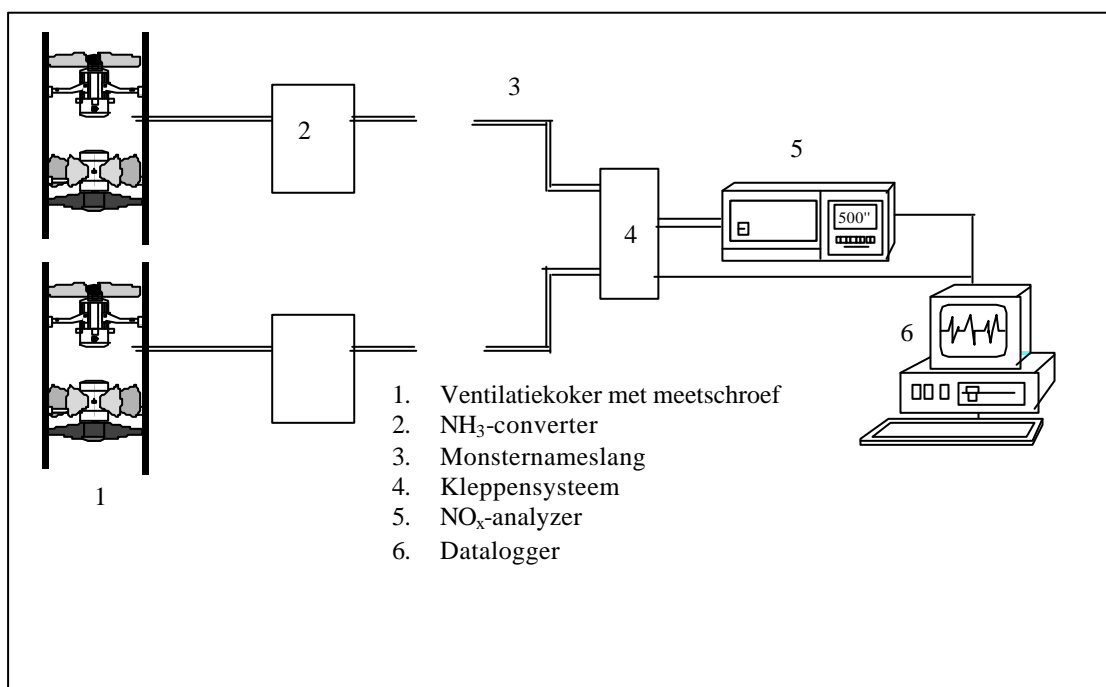 3
2
5
500"
4
6
1. Ventilatiekoker met meetschroef
2. NH₃-converter
3. Monsternameslang
4. Kleppensysteem
5. NOₓ-analyzer
6. Datalogger
1